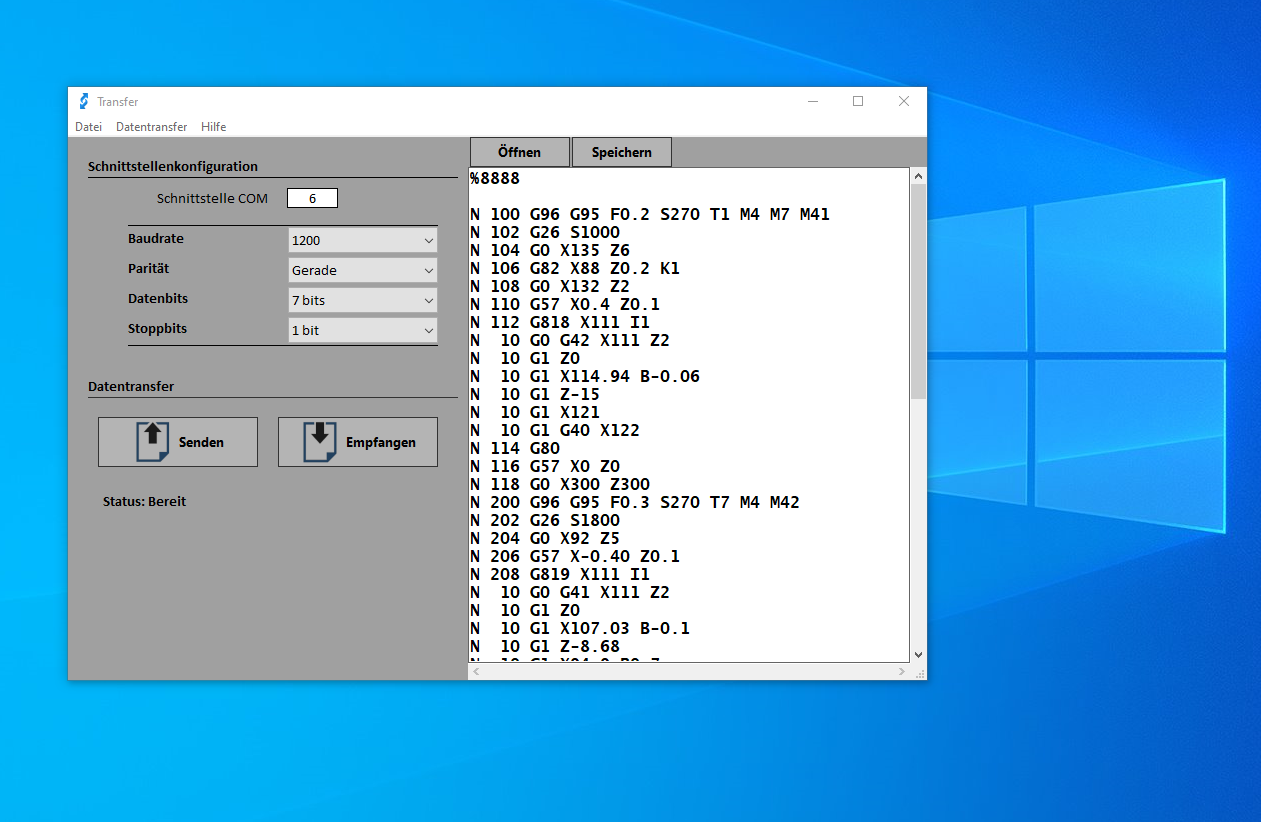 Transfer
Datei Datentransfer Hilfe
Schnittstellenkonfiguration
Schnittstelle COM 6
Baudrate 1200
Parität Gerade
Datenbits 7 bits
Stoppbits 1 bit
Datentransfer
Senden Empfangen
Status: Bereit
Öffnen Speichern
%8888
N 100 G96 G95 F0.2 S270 T1 M4 M7 M41
N 102 G26 S1000
N 104 G0 X135 Z6
N 106 G82 X88 Z0.2 K1
N 108 G0 X132 Z2
N 110 G57 X0.4 Z0.1
N 112 G818 X111 I1
N  10 G0 G42 X111 Z2
N  10 G1 Z0
N  10 G1 X114.94 B-0.06
N  10 G1 Z-15
N  10 G1 X121
N  10 G1 G40 X122
N 114 G80
N 116 G57 X0 Z0
N 118 G0 X300 Z300
N 200 G96 G95 F0.3 S270 T7 M4 M42
N 202 G26 S1800
N 204 G0 X92 Z5
N 206 G57 X-0.40 Z0.1
N 208 G819 X111 I1
N  10 G0 G41 X111 Z2
N  10 G1 Z0
N  10 G1 X107.03 B-0.1
N  10 G1 Z-8.68